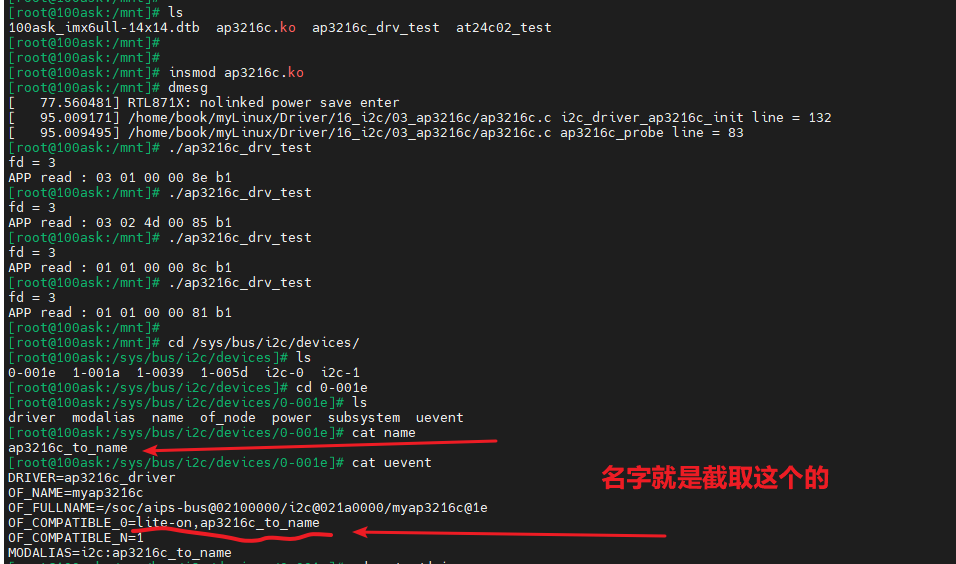 [root@100ask:/mnt]# ls
100ask_imx6ull-14x14.dtb  ap3216c.ko  ap3216c_drv_test  at24c02_test
[root@100ask:/mnt]#
[root@100ask:/mnt]#
[root@100ask:/mnt]# insmod ap3216c.ko
[root@100ask:/mnt]# dmesg
[   77.560481] RTL871X: nolinked power save enter
[   95.009171] /home/book/myLinux/Driver/16_i2c/03_ap3216c/ap3216c.c i2c_driver_ap3216c_init line = 132
[   95.009495] /home/book/myLinux/Driver/16_i2c/03_ap3216c/ap3216c.c ap3216c_probe line = 83
[root@100ask:/mnt]# ./ap3216c_drv_test
fd = 3
APP read : 03 01 00 00 8e b1
[root@100ask:/mnt]# ./ap3216c_drv_test
fd = 3
APP read : 03 02 4d 00 85 b1
[root@100ask:/mnt]# ./ap3216c_drv_test
fd = 3
APP read : 01 01 00 00 8c b1
[root@100ask:/mnt]# ./ap3216c_drv_test
fd = 3
APP read : 01 01 00 00 81 b1
[root@100ask:/mnt]#
[root@100ask:/mnt]# cd /sys/bus/i2c/devices/
[root@100ask:/sys/bus/i2c/devices]# ls
0-001e  1-001a  1-0039  1-005d  i2c-0  i2c-1
[root@100ask:/sys/bus/i2c/devices]# cd 0-001e
[root@100ask:/sys/bus/i2c/devices/0-001e]# ls
driver  modalias  name  of_node  power  subsystem  uevent
[root@100ask:/sys/bus/i2c/devices/0-001e]# cat name
ap3216c_to_name
[root@100ask:/sys/bus/i2c/devices/0-001e]# cat uevent
DRIVER=ap3216c_driver
OF_NAME=myap3216c
名字就是截取这个的
OF_FULLNAME=/soc/aips-bus@02100000/i2c@021a0000/myap3216c@1e
OF_COMPATIBLE_0=lite-on,ap3216c_to_name
OF_COMPATIBLE_N=1
MODALIAS=i2c:ap3216c_to_name